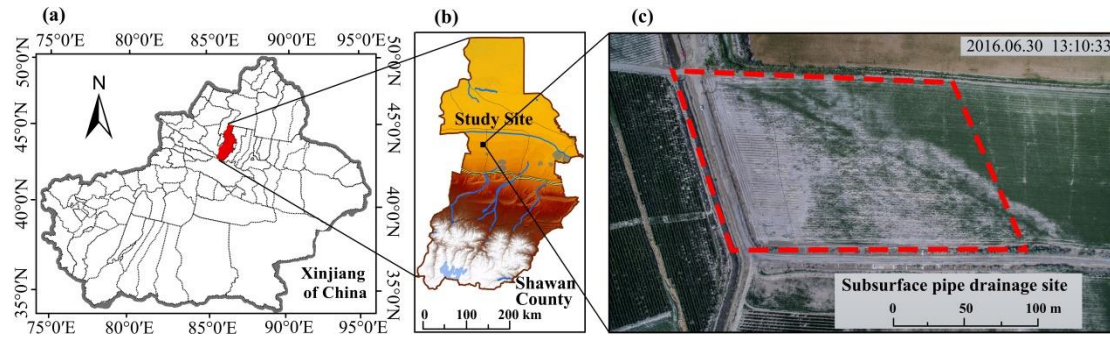 (a)
75°0'E 80°0'E 85°0'E 90°0'E 95°0'E
50°0'N
45°0'N
40°0'N
35°0'N
N
Xinjiang
of China
50°0'N
45°0'N
40°0'N
35°0'N
75°0'E 80°0'E 85°0'E 90°0'E 95°0'E
(b)
Study Site
Shawan
County
0 100 200 km
(c)
2016.06.30 13:10:33
Subsurface pipe drainage site
0 50 100 m